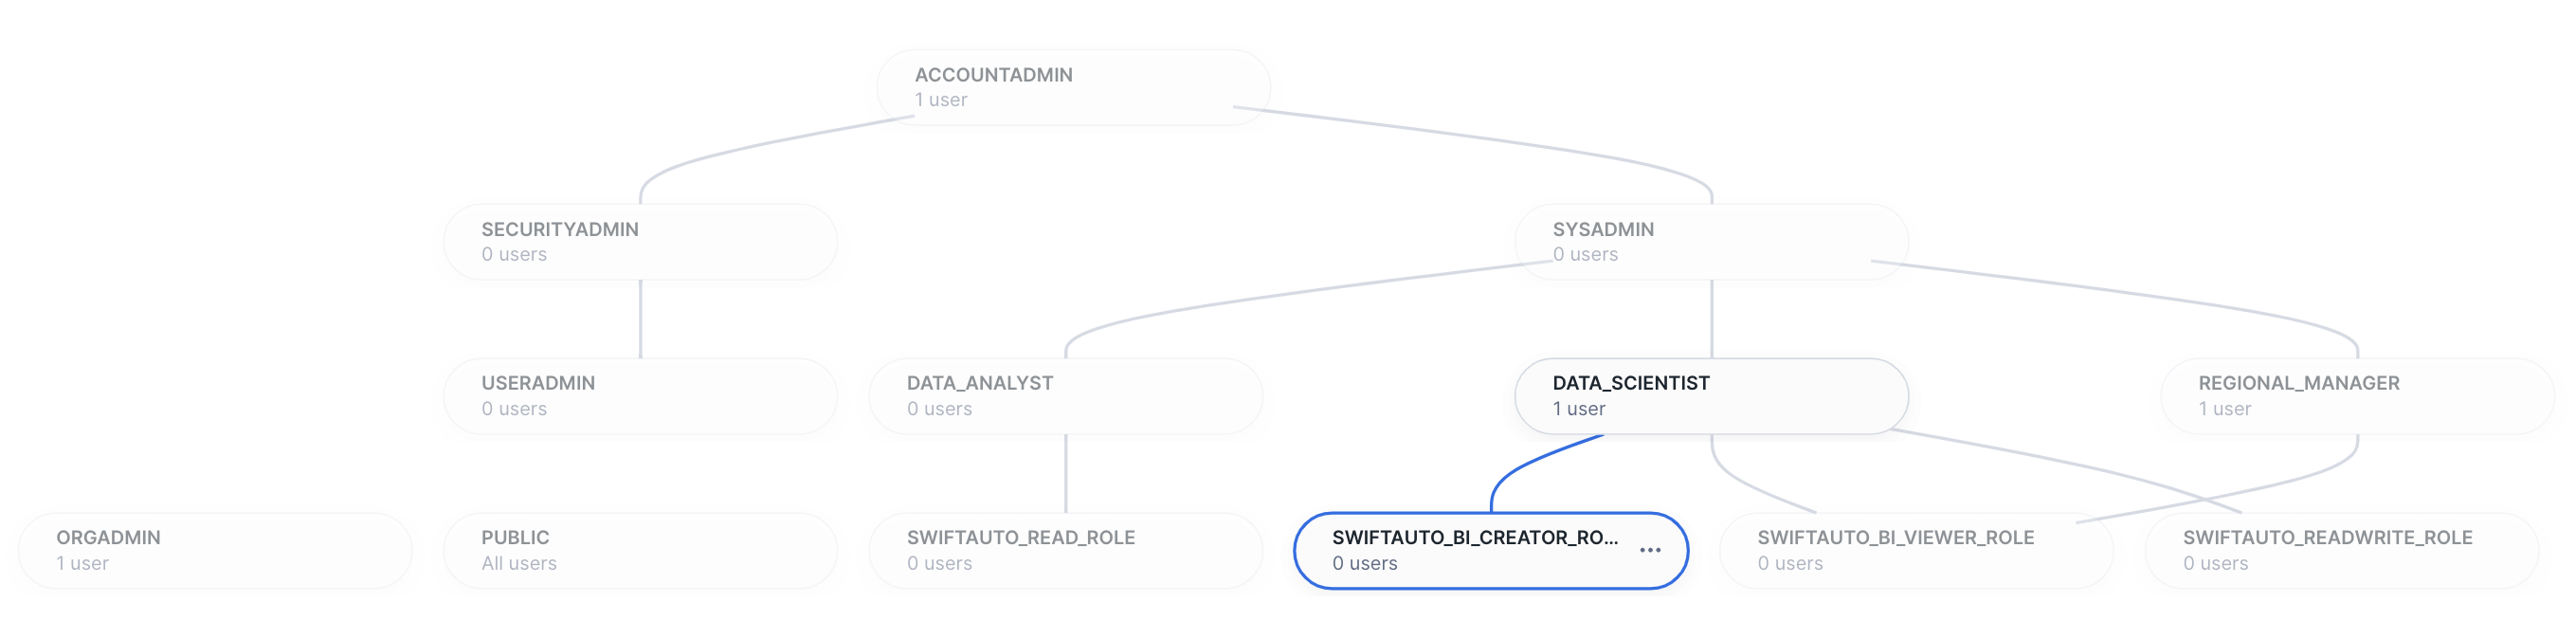 ACCOUNTADMIN
1 user
SECURITYADMIN
0 users
SYSADMIN
0 users
USERADMIN
0 users
DATA_ANALYST
0 users
DATA_SCIENTIST
1 user
REGIONAL_MANAGER
1 user
ORGADMIN
1 user
PUBLIC
All users
SWIFTAUTO_READ_ROLE
0 users
SWIFTAUTO_BI_CREATOR_RO...
0 users
SWIFTAUTO_BI_VIEWER_ROLE
0 users
SWIFTAUTO_READWRITE_ROLE
0 users